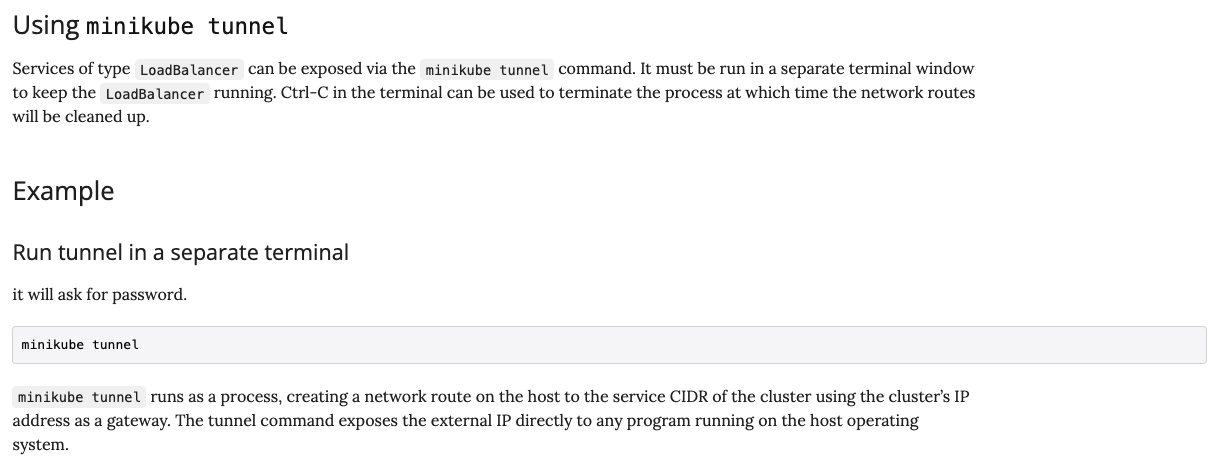 Using minikube tunnel
Services of type LoadBalancer can be exposed via the minikube tunnel command. It must be run in a separate terminal window
to keep the LoadBalancer running. Ctrl-C in the terminal can be used to terminate the process at which time the network routes
will be cleaned up.
Example
Run tunnel in a separate terminal
it will ask for password.
minikube tunnel
minikube tunnel runs as a process, creating a network route on the host to the service CIDR of the cluster using the cluster’s IP
address as a gateway. The tunnel command exposes the external IP directly to any program running on the host operating
system.